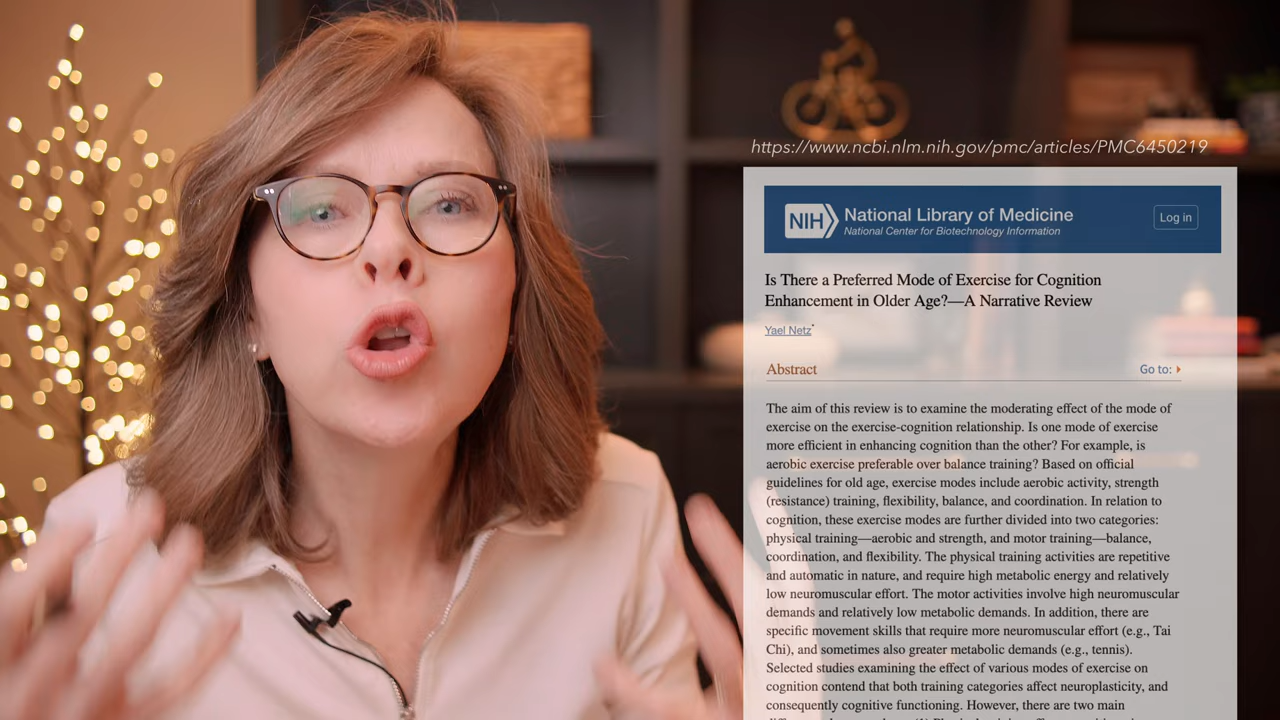 https://www.ncbi.nlm.nih.gov/pmc/articles/PMC6450219
NIH National Library of Medicine
National Center for Biotechnology Information
Log in
Is There a Preferred Mode of Exercise for Cognition
Enhancement in Older Age?—A Narrative Review
Yael Netz*
Abstract
Go to:
The aim of this review is to examine the moderating effect of the mode of
exercise on the exercise-cognition relationship. Is one mode of exercise
more efficient in enhancing cognition than the other? For example, is
aerobic exercise preferable over balance training? Based on official
guidelines for old age, exercise modes include aerobic activity, strength
(resistance) training, flexibility, balance, and coordination. In relation to
cognition, these exercise modes are further divided into two categories:
physical training—aerobic and strength, and motor training—balance,
coordination, and flexibility. The physical training activities are repetitive
and automatic in nature, and require high metabolic energy and relatively
low neuromuscular effort. The motor activities involve high neuromuscular
demands and relatively low metabolic demands. In addition, there are
specific movement skills that require more neuromuscular effort (e.g., Tai
Chi), and sometimes also greater metabolic demands (e.g., tennis).
Selected studies examining the effect of various modes of exercise on
cognition contend that both training categories affect neuroplasticity, and
consequently cognitive functioning. However, there are two main